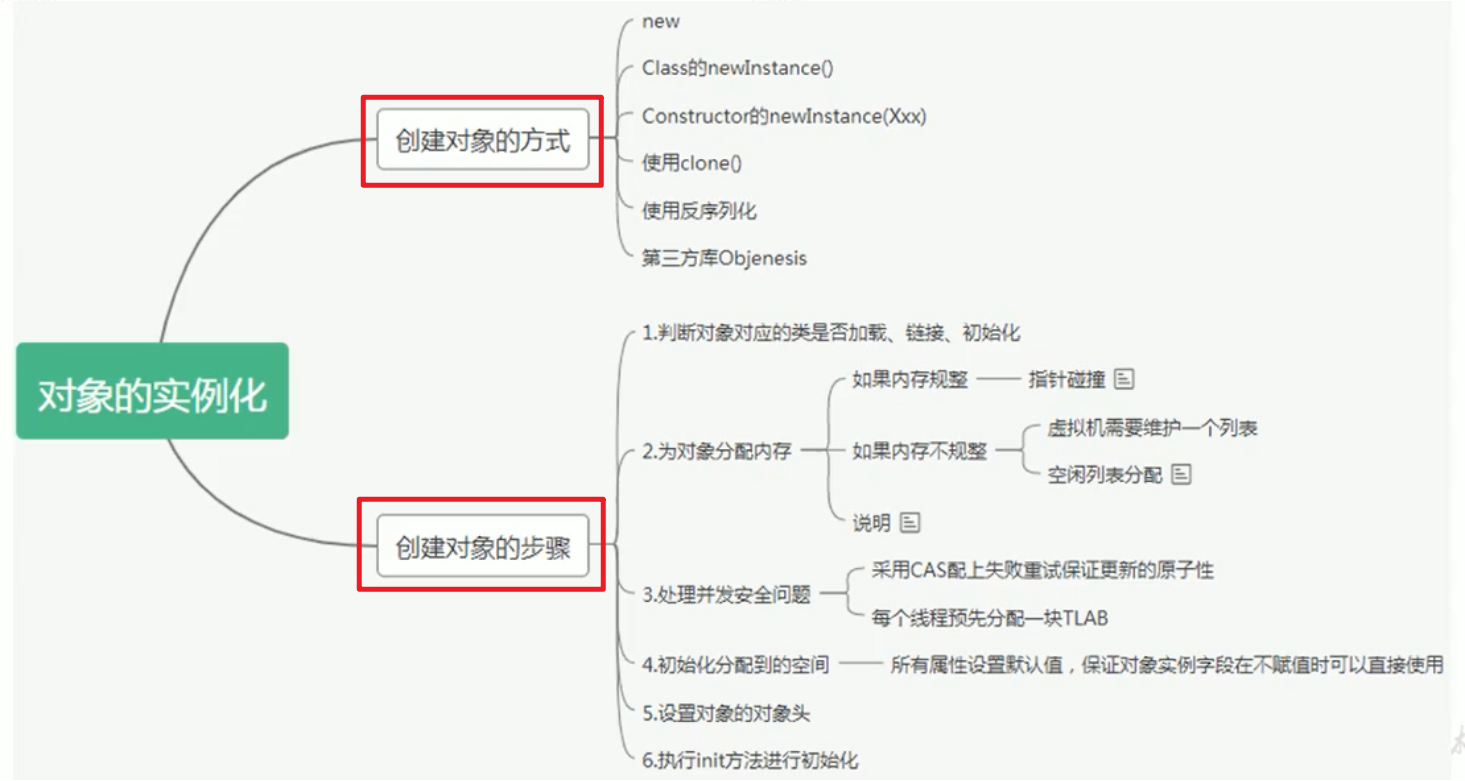 对象的实例化
创建对象的方式
new
Class的newInstance()
Constructor的newInstance(Xxx)
使用clone()
使用反序列化
第三方库Objenesis
创建对象的步骤
1.判断对象对应的类是否加载、链接、初始化
2.为对象分配内存
如果内存规整
指针碰撞
如果内存不规整
虚拟机需要维护一个列表
空闲列表分配
说明
3.处理并发安全问题
采用CAS配上失败重试保证更新的原子性
每个线程预先分配一块TLAB
4.初始化分配到的空间
所有属性设置默认值，保证对象实例字段在不赋值时可以直接使用
5.设置对象的对象头
6.执行init方法进行初始化